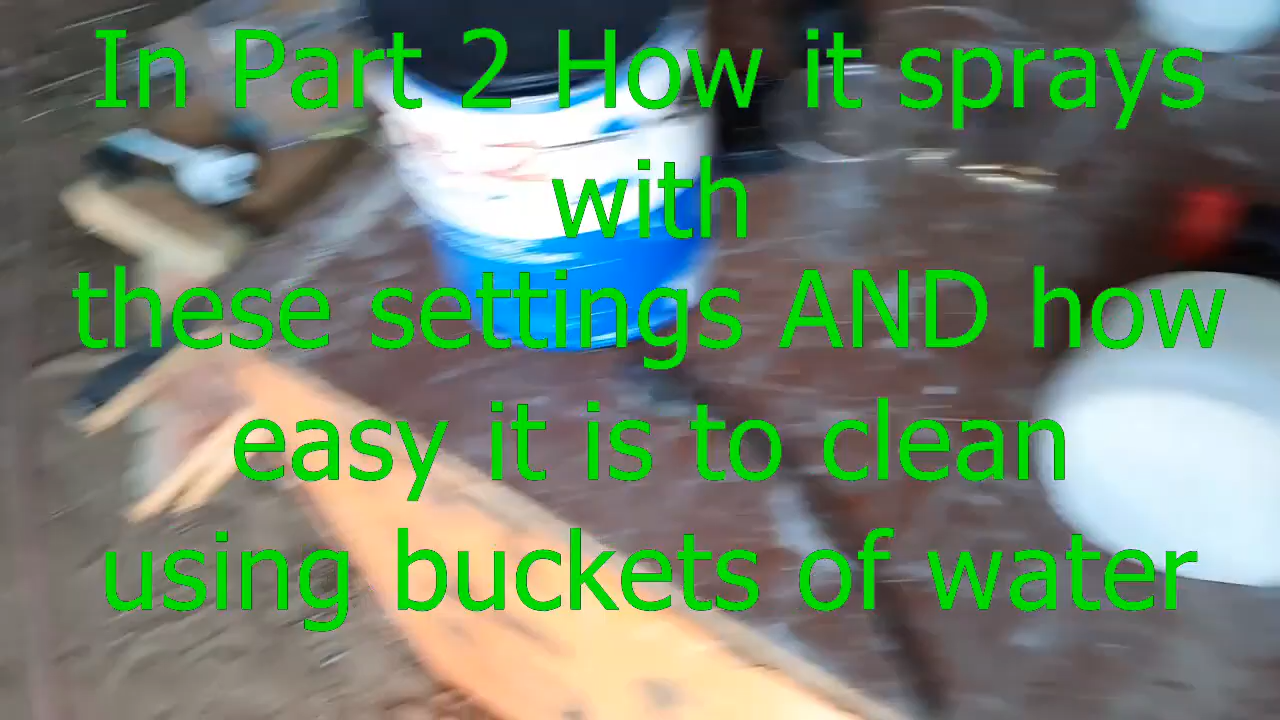 In Part 2 How it sprays
with
these settings AND how
easy it is to clean
using buckets of water